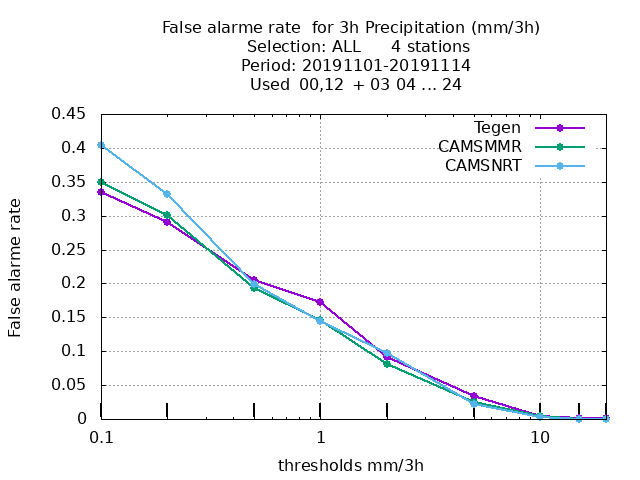 False alarme rate  for 3h Precipitation (mm/3h)
Selection: ALL      4 stations
Period: 20191101-20191114
Used  00,12  + 03 04 ... 24
0.45
0.4
0.35
0.3
0.25
0.2
0.15
0.1
0.05
0
False alarme rate
Tegen
CAMSMMR
CAMSNRT
0.1 1 10
thresholds mm/3h